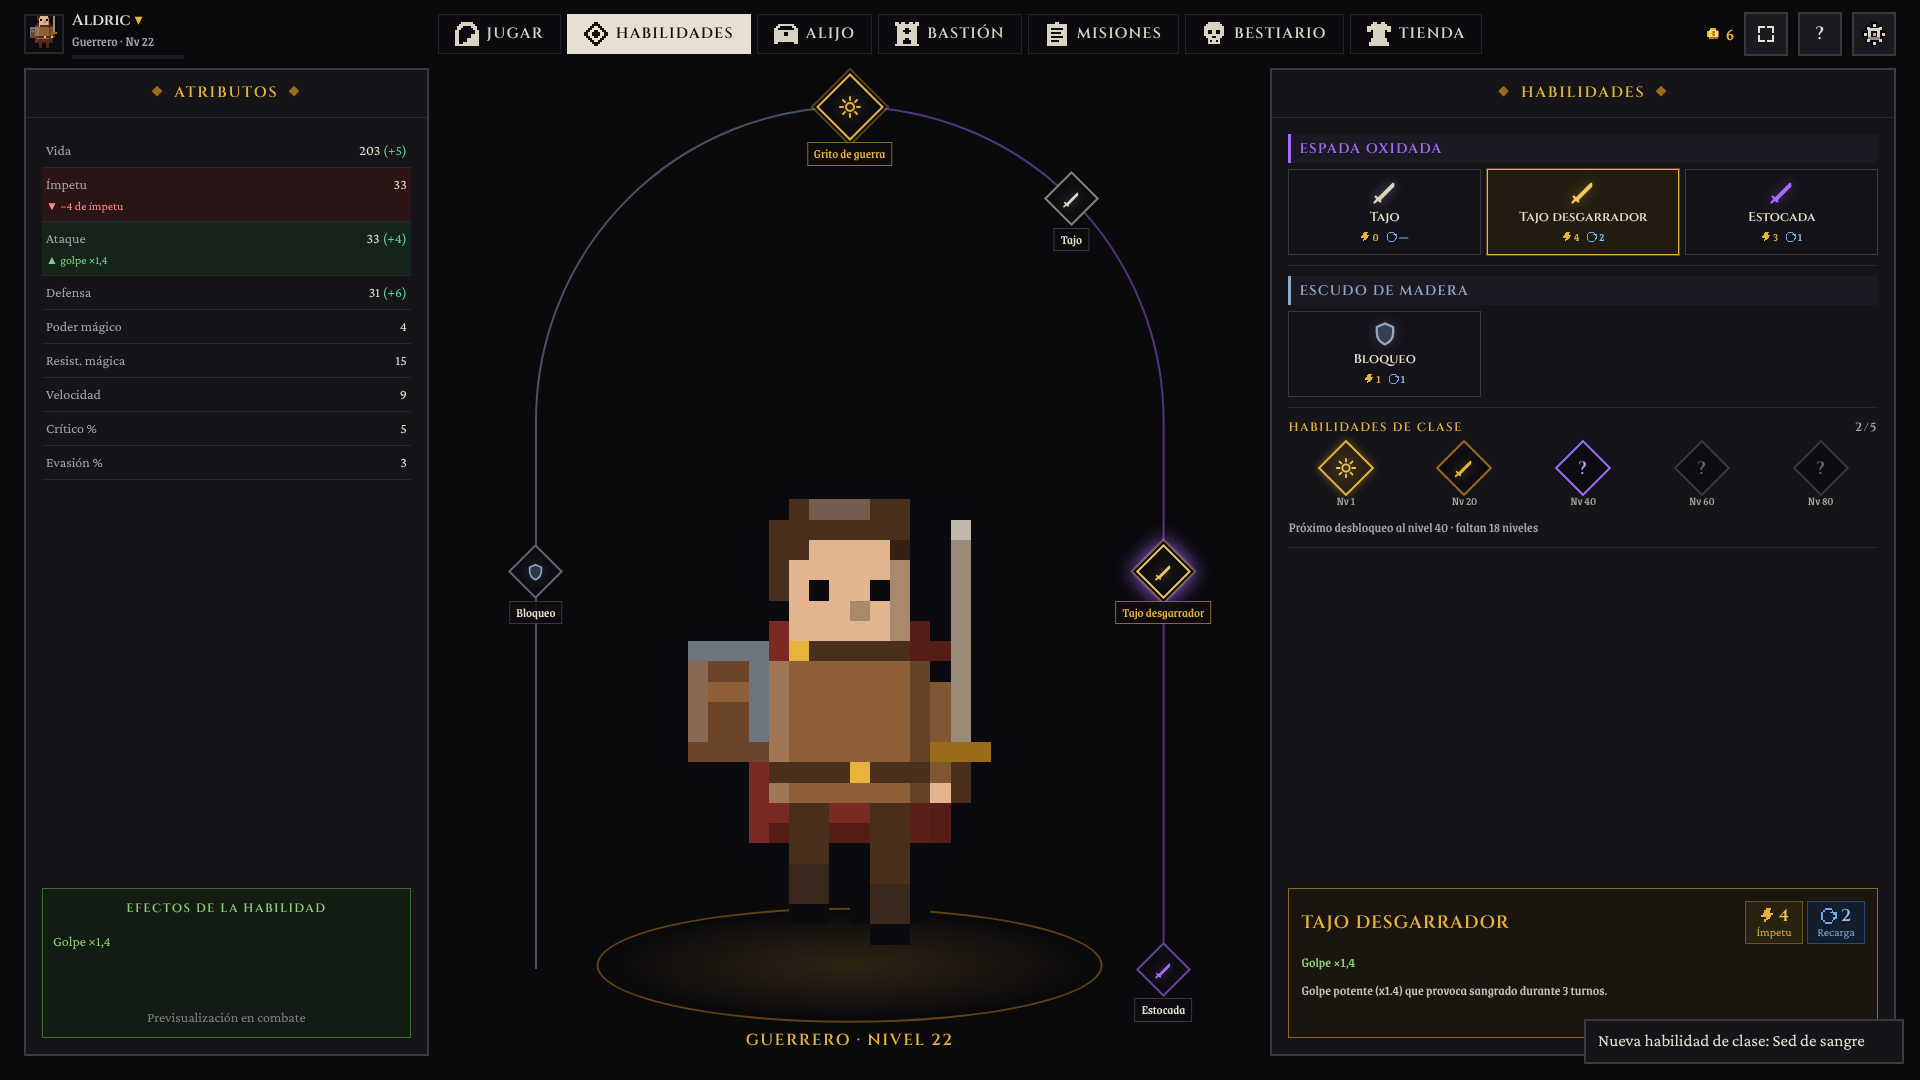 ALDRIC ▾
Guerrero · Nv 22
JUGAR
HABILIDADES
ALIJO
BASTIÓN
MISIONES
BESTIARIO
TIENDA
6
?
ATRIBUTOS
Vida 203 (+5)
Ímpetu 33
▼ −4 de ímpetu
Ataque 33 (+4)
▲ golpe ×1,4
Defensa 31 (+6)
Poder mágico 4
Resist. mágica 15
Velocidad 9
Crítico % 5
Evasión % 3
EFECTOS DE LA HABILIDAD
Golpe ×1,4
Previsualización en combate
Grito de guerra
Tajo
Bloqueo
Tajo desgarrador
Estocada
GUERRERO · NIVEL 22
HABILIDADES
ESPADA OXIDADA
TAJO
0 —
TAJO DESGARRADOR
4 2
ESTOCADA
3 1
ESCUDO DE MADERA
BLOQUEO
1 1
HABILIDADES DE CLASE 2/5
? ? ?
Nv 1 Nv 20 Nv 40 Nv 60 Nv 80
Próximo desbloqueo al nivel 40 · faltan 18 niveles
TAJO DESGARRADOR
4 Ímpetu
2 Recarga
Golpe ×1,4
Golpe potente (x1.4) que provoca sangrado durante 3 turnos.
Nueva habilidad de clase: Sed de sangre